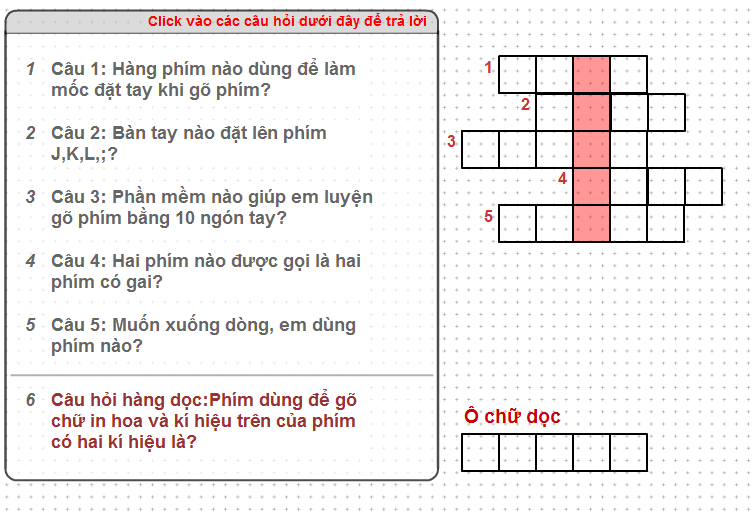 Click vào các câu hỏi dưới đây để trả lời
1 Câu 1: Hàng phím nào dùng để làm
mốc đặt tay khi gõ phím?
2 Câu 2: Bàn tay nào đặt lên phím
J,K,L,;?
3 Câu 3: Phần mềm nào giúp em luyện
gõ phím bằng 10 ngón tay?
4 Câu 4: Hai phím nào được gọi là hai
phím có gai?
5 Câu 5: Muốn xuống dòng, em dùng
phím nào?
6 Câu hỏi hàng dọc:Phím dùng để gõ
chữ in hoa và kí hiệu trên của phím
có hai kí hiệu là?
1
2
3
4
5
Ô chữ dọc